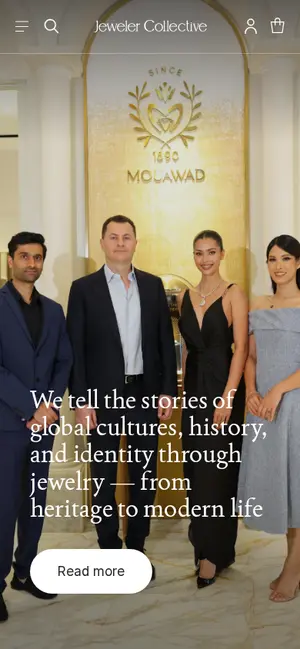 Jeweler Collective
SINCE
1890
MOUAWAD
We tell the stories of
global cultures, history,
and identity through
jewelry — from
heritage to modern life
Read more